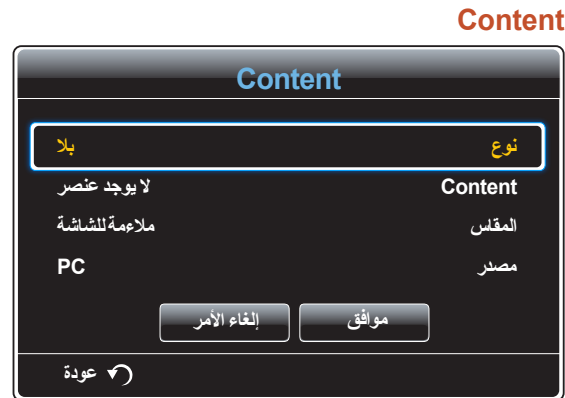 Content
Content
نوع بلا
Content لا يوجد عنصر
المقاس ملاءمة للشاشة
مصدر PC
موافق إلغاء الأمر
عودة